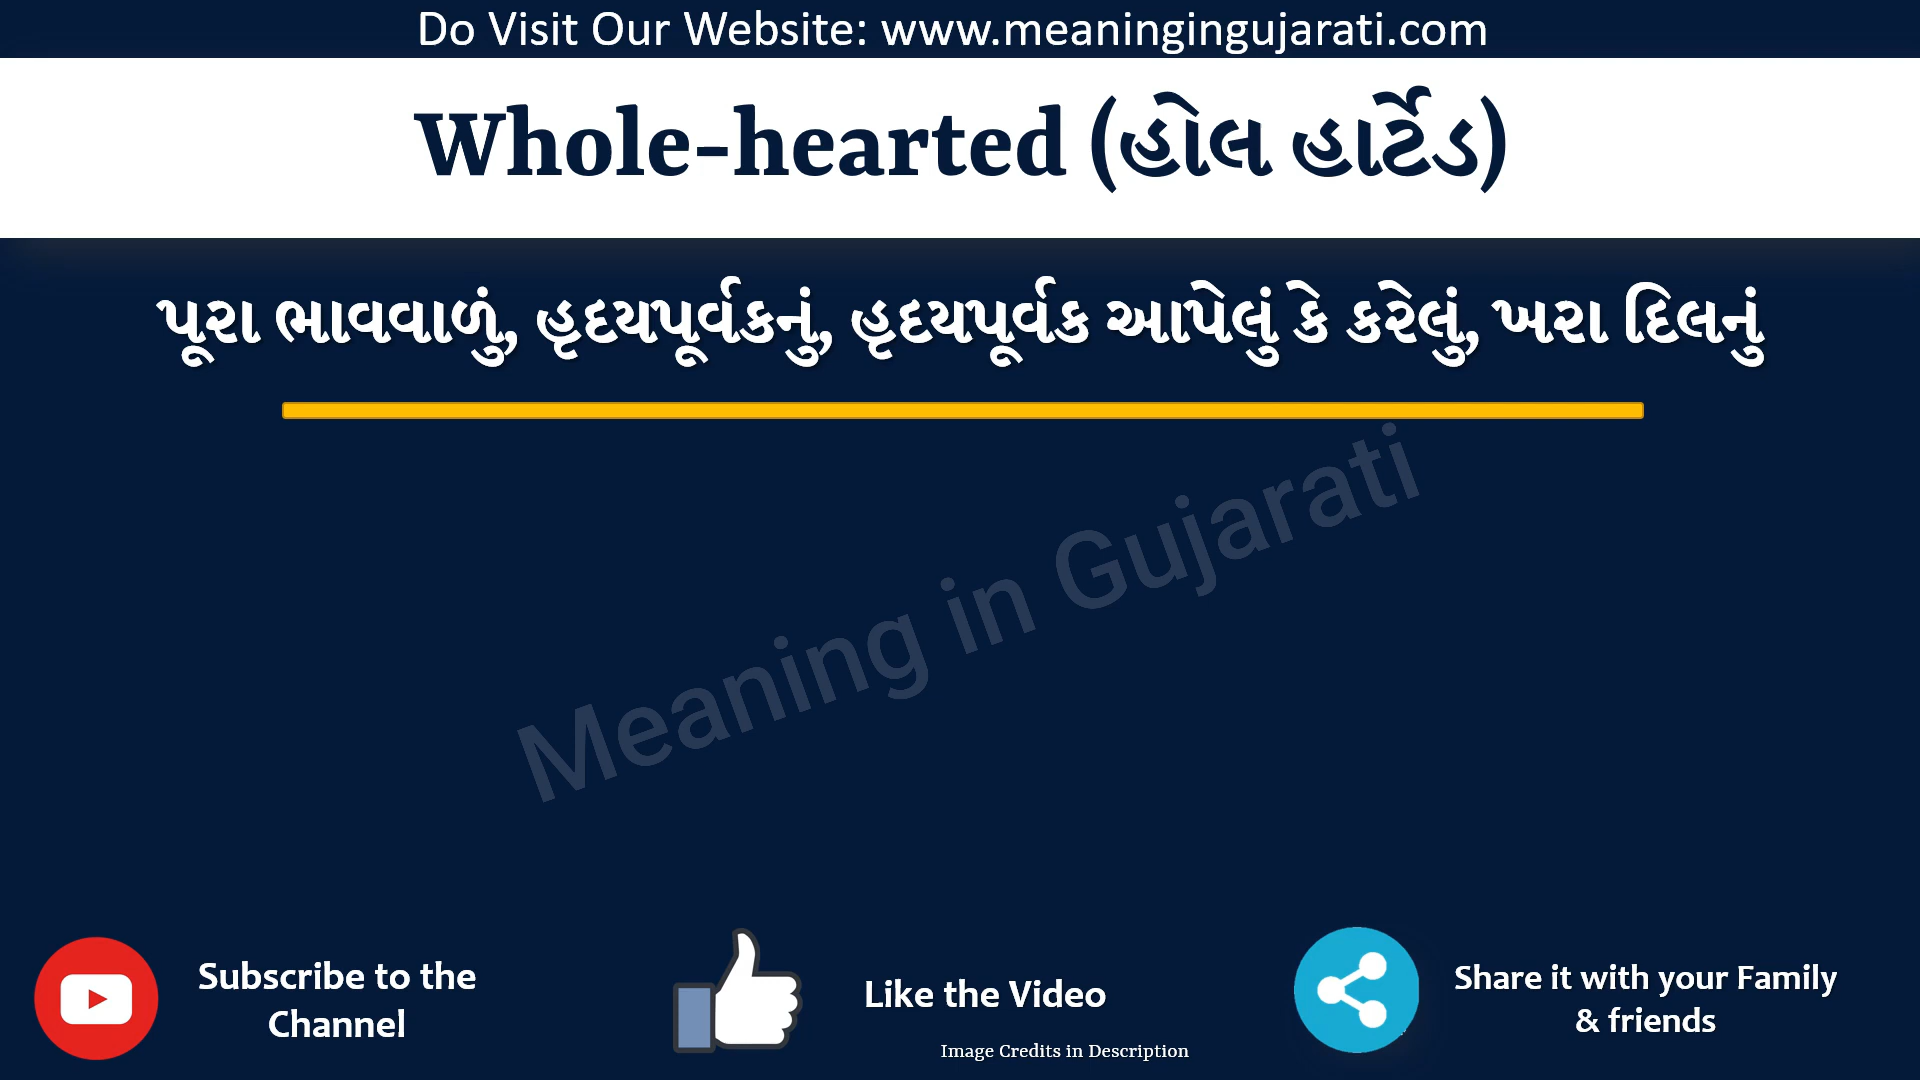 Do Visit Our Website: www.meaningingujarati.com
Whole-hearted (હોલ હાર્ટેડ)
પૂરા ભાવવાળું, હૃદયપૂર્વકનું, હૃદયપૂર્વક આપેલું કે કરેલું, ખરા દિલનું
Meaning in Gujarati
Subscribe to the
Channel
Like the Video
Share it with your Family
& friends
Image Credits in Description